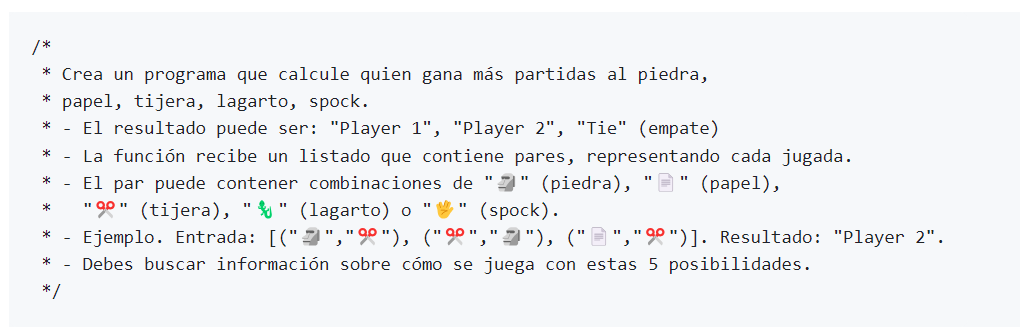 /*
* Crea un programa que calcule quien gana más partidas al piedra,
* papel, tijera, lagarto, spock.
* - El resultado puede ser: "Player 1", "Player 2", "Tie" (empate)
* - La función recibe un listado que contiene pares, representando cada jugada.
* - El par puede contener combinaciones de "🗿" (piedra), "📄" (papel),
*   "✂️" (tijera), "🦎" (lagarto) o "🖖" (spock).
* - Ejemplo. Entrada: [("🗿","✂️"), ("✂️","🗿"), ("📄","✂️")]. Resultado: "Player 2".
* - Debes buscar información sobre cómo se juega con estas 5 posibilidades.
*/